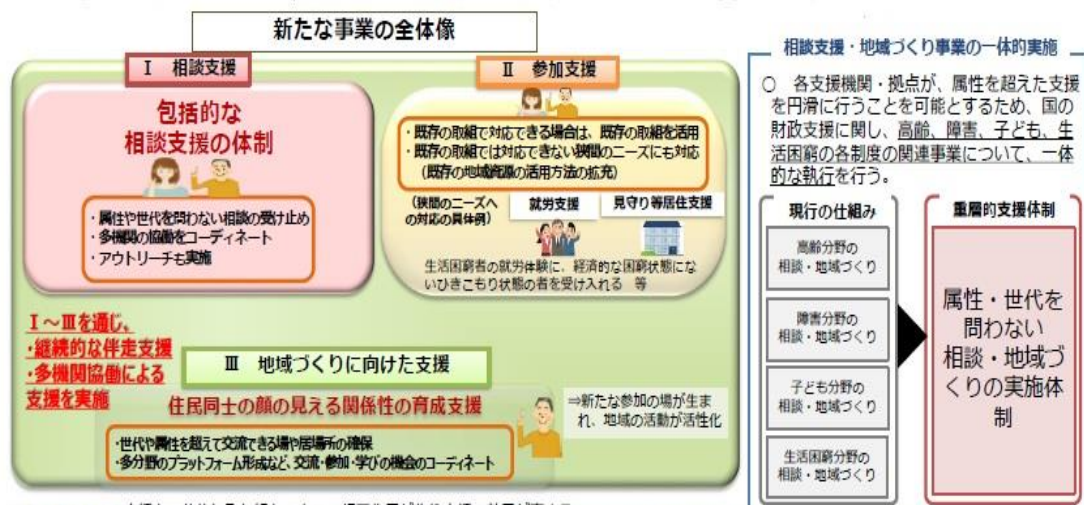 新たな事業の全体像
Ⅰ 相談支援
包括的な
相談支援の体制
・属性や世代を問わない相談の受け止め
・多機関の協働をコーディネート
・アウトリーチも実施
Ⅱ 参加支援
・既存の取組で対応できる場合は、既存の取組を活用
・既存の取組では対応できない狭間のニーズにも対応
(既存の地域資源の活用方法の拡充)
(狭間のニーズへ
の対応の具体例)
就労支援
見守り等居住支援
生活困窮者の就労体験に、経済的な困窮状態にな
いひきこもり状態の者を受け入れる 等
Ⅰ～Ⅲを通じ、
・継続的な伴走支援
・多機関協働による
支援を実施
Ⅲ 地域づくりに向けた支援
住民同士の顔の見える関係性の育成支援
・世代や属性を超えて交流できる場や居場所の確保
・多分野のプラットフォーム形成など、交流・参加・学びの機会のコーディネート
⇒新たな参加の場が生ま
れ、地域の活動が活性化
相談支援・地域づくり事業の一体的実施
○ 各支援機関・拠点が、属性を超えた支援
を円滑に行うことを可能とするため、国の
財政支援に関し、高齢、障害、子ども、生
活困窮の各制度の関連事業について、一体
的な執行を行う。
現行の仕組み
高齢分野の
相談・地域づくり
障害分野の
相談・地域づくり
子ども分野の
相談・地域づくり
生活困窮分野の
相談・地域づくり
重層的支援体制
属性・世代を
問わない
相談・地域づ
くりの実施体
制